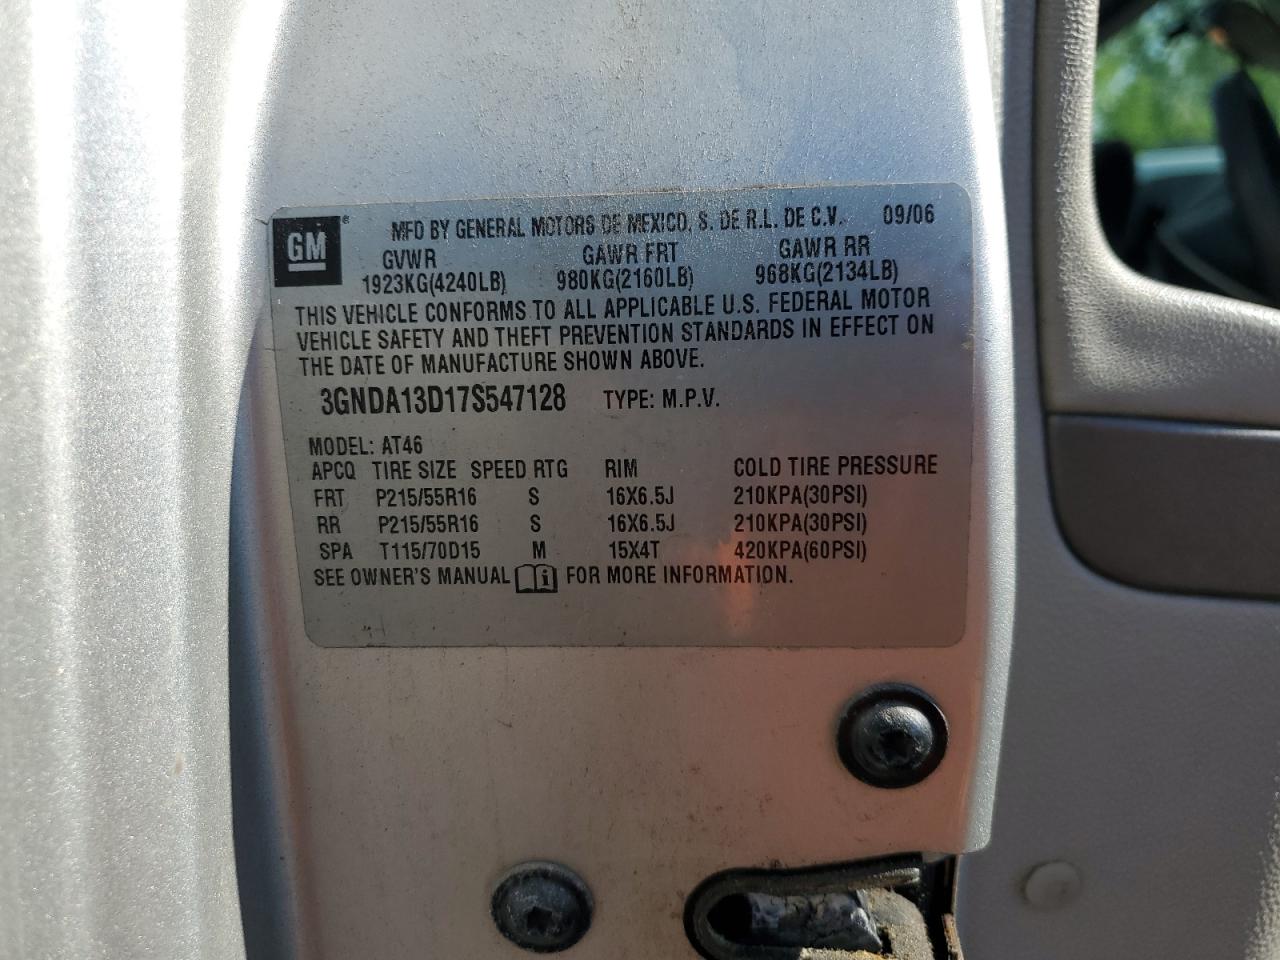 GM ® MFD BY GENERAL MOTORS DE MEXICO, S. DE R.L. DE C.V. 09/06
GVWR GAWR FRT GAWR RR
1923KG(4240LB) 980KG(2160LB) 968KG(2134LB)
THIS VEHICLE CONFORMS TO ALL APPLICABLE U.S. FEDERAL MOTOR
VEHICLE SAFETY AND THEFT PREVENTION STANDARDS IN EFFECT ON
THE DATE OF MANUFACTURE SHOWN ABOVE.
3GNDA13D17S547128 TYPE: M.P.V.
MODEL: AT46
APCQ TIRE SIZE SPEED RTG RIM COLD TIRE PRESSURE
FRT P215/55R16 S 16X6.5J 210KPA(30PSI)
RR P215/55R16 S 16X6.5J 210KPA(30PSI)
SPA T115/70D15 M 15X4T 420KPA(60PSI)
SEE OWNER'S MANUAL i FOR MORE INFORMATION.